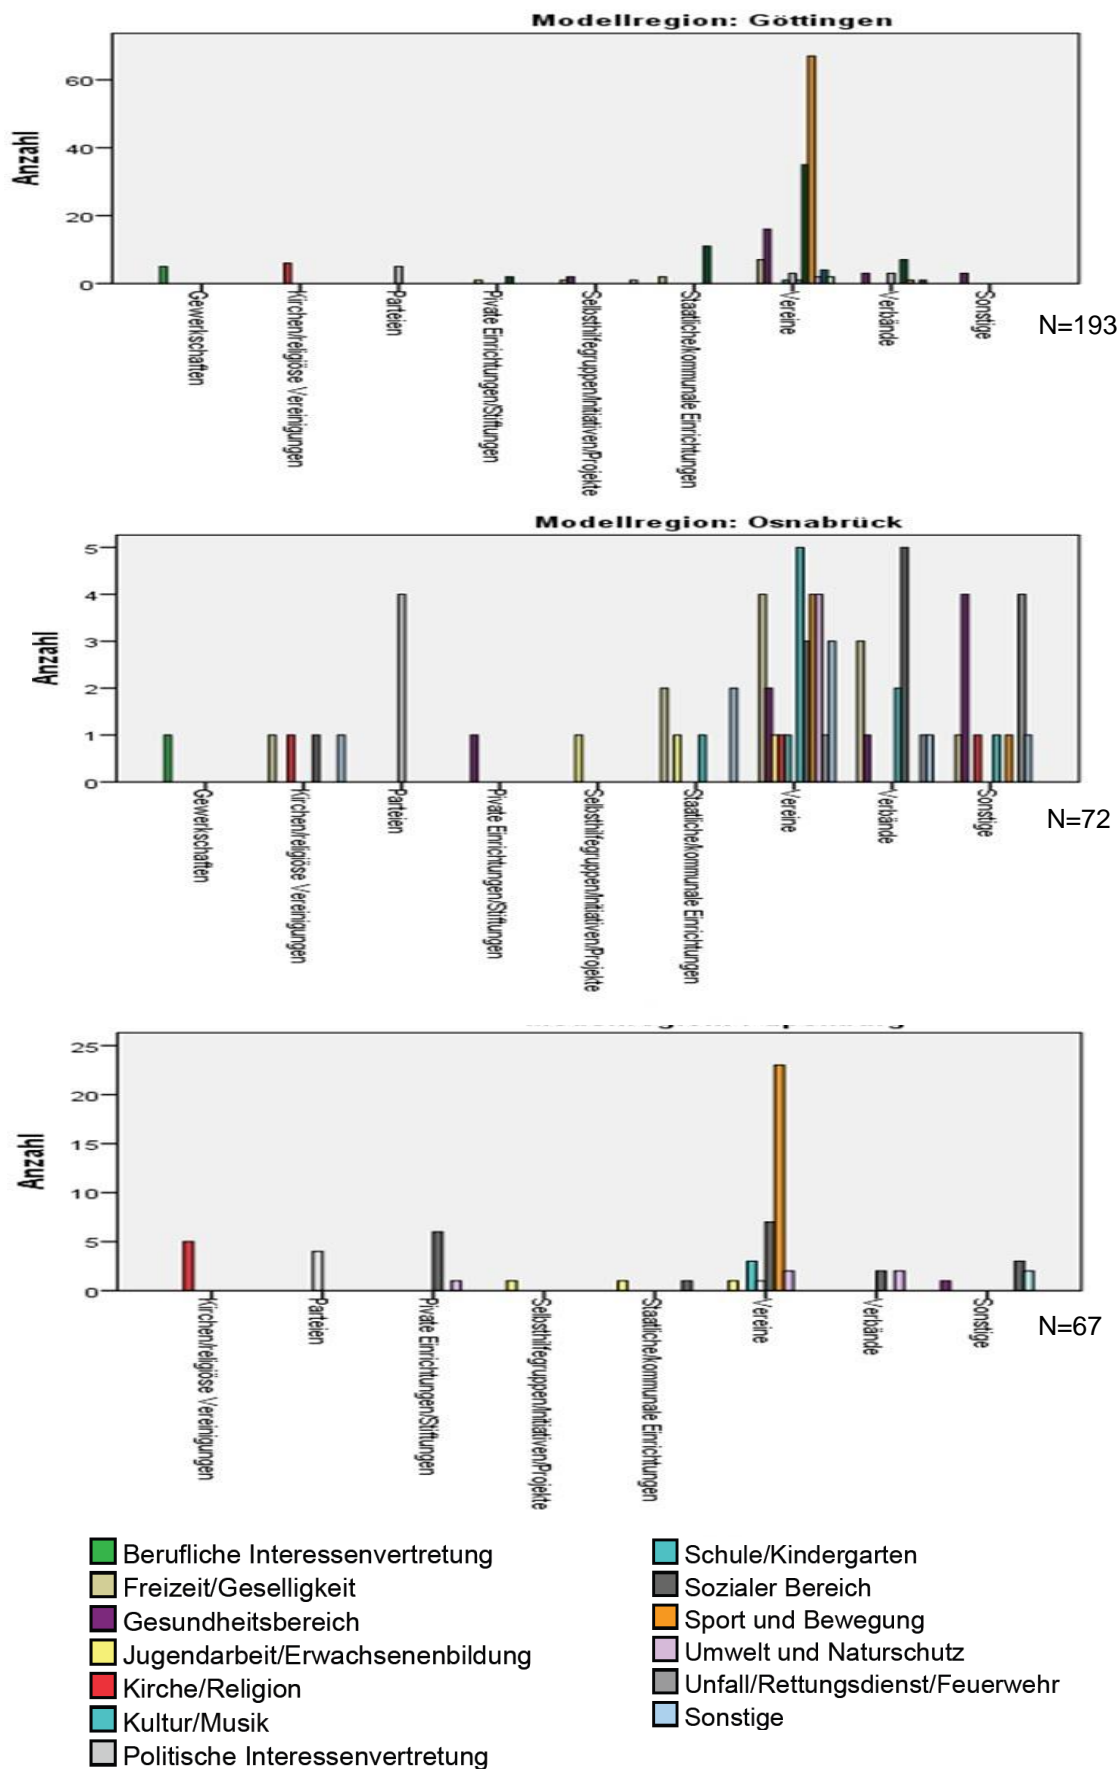 Modellregion: Göttingen
60
40
20
0
Anzahl
Gewerkschaften
Kirchen/religiöse Vereinigungen
Parteien
Pivate Einrichtungen/Stiftungen
Selbsthilfegruppen/Initiativen/Projekte
Staatliche/kommunale Einrichtungen
Vereine
Verbände
Sonstige
N=193
Modellregion: Osnabrück
5
4
3
2
1
0
Anzahl
Gewerkschaften
Kirchen/religiöse Vereinigungen
Parteien
Pivate Einrichtungen/Stiftungen
Selbsthilfegruppen/Initiativen/Projekte
Staatliche/kommunale Einrichtungen
Vereine
Verbände
Sonstige
N=72
25
20
15
10
5
0
Anzahl
Kirchen/religiöse Vereinigungen
Parteien
Pivate Einrichtungen/Stiftungen
Selbsthilfegruppen/Initiativen/Projekte
Staatliche/kommunale Einrichtungen
Vereine
Verbände
Sonstige
N=67
Berufliche Interessenvertretung
Freizeit/Geselligkeit
Gesundheitsbereich
Jugendarbeit/Erwachsenenbildung
Kirche/Religion
Kultur/Musik
Politische Interessenvertretung
Schule/Kindergarten
Sozialer Bereich
Sport und Bewegung
Umwelt und Naturschutz
Unfall/Rettungsdienst/Feuerwehr
Sonstige